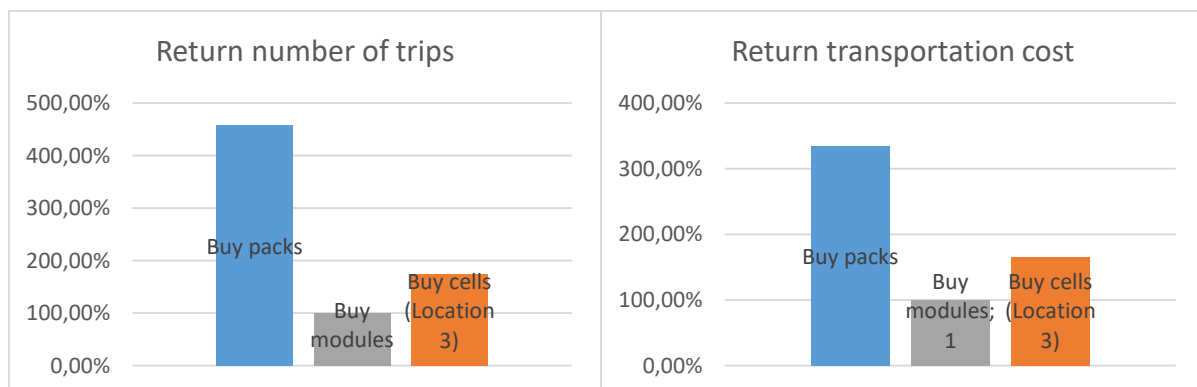 Return number of trips
500,00%
400,00%
300,00%
200,00%
100,00%
0,00%
Buy packs
Buy
modules
Buy cells
(Location
3)
Return transportation cost
400,00%
300,00%
200,00%
100,00%
0,00%
Buy packs
Buy
modules;
1
Buy cells
(Location
3)